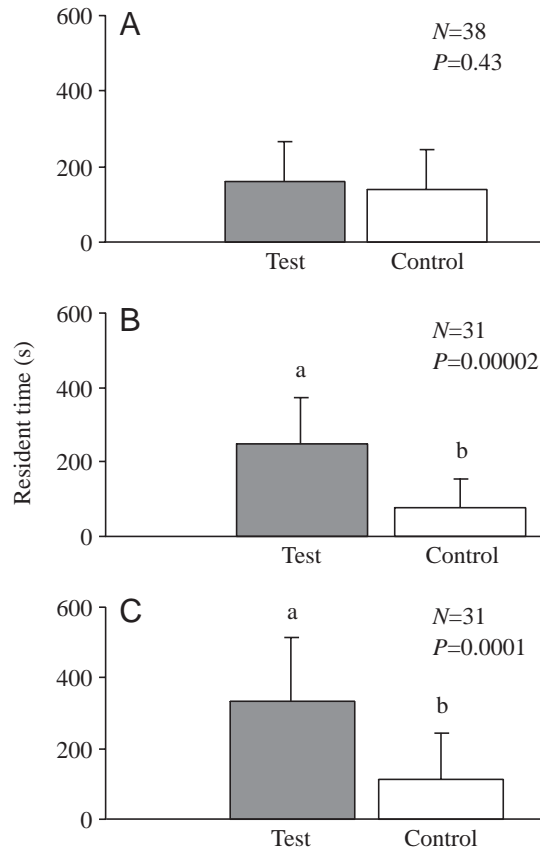 A
N=38
P=0.43
600
400
200
0
Test Control
B
N=31
P=0.00002
600
400
200
0
a
b
Test Control
C
N=31
P=0.0001
600
400
200
0
a
b
Test Control
Resident time (s)